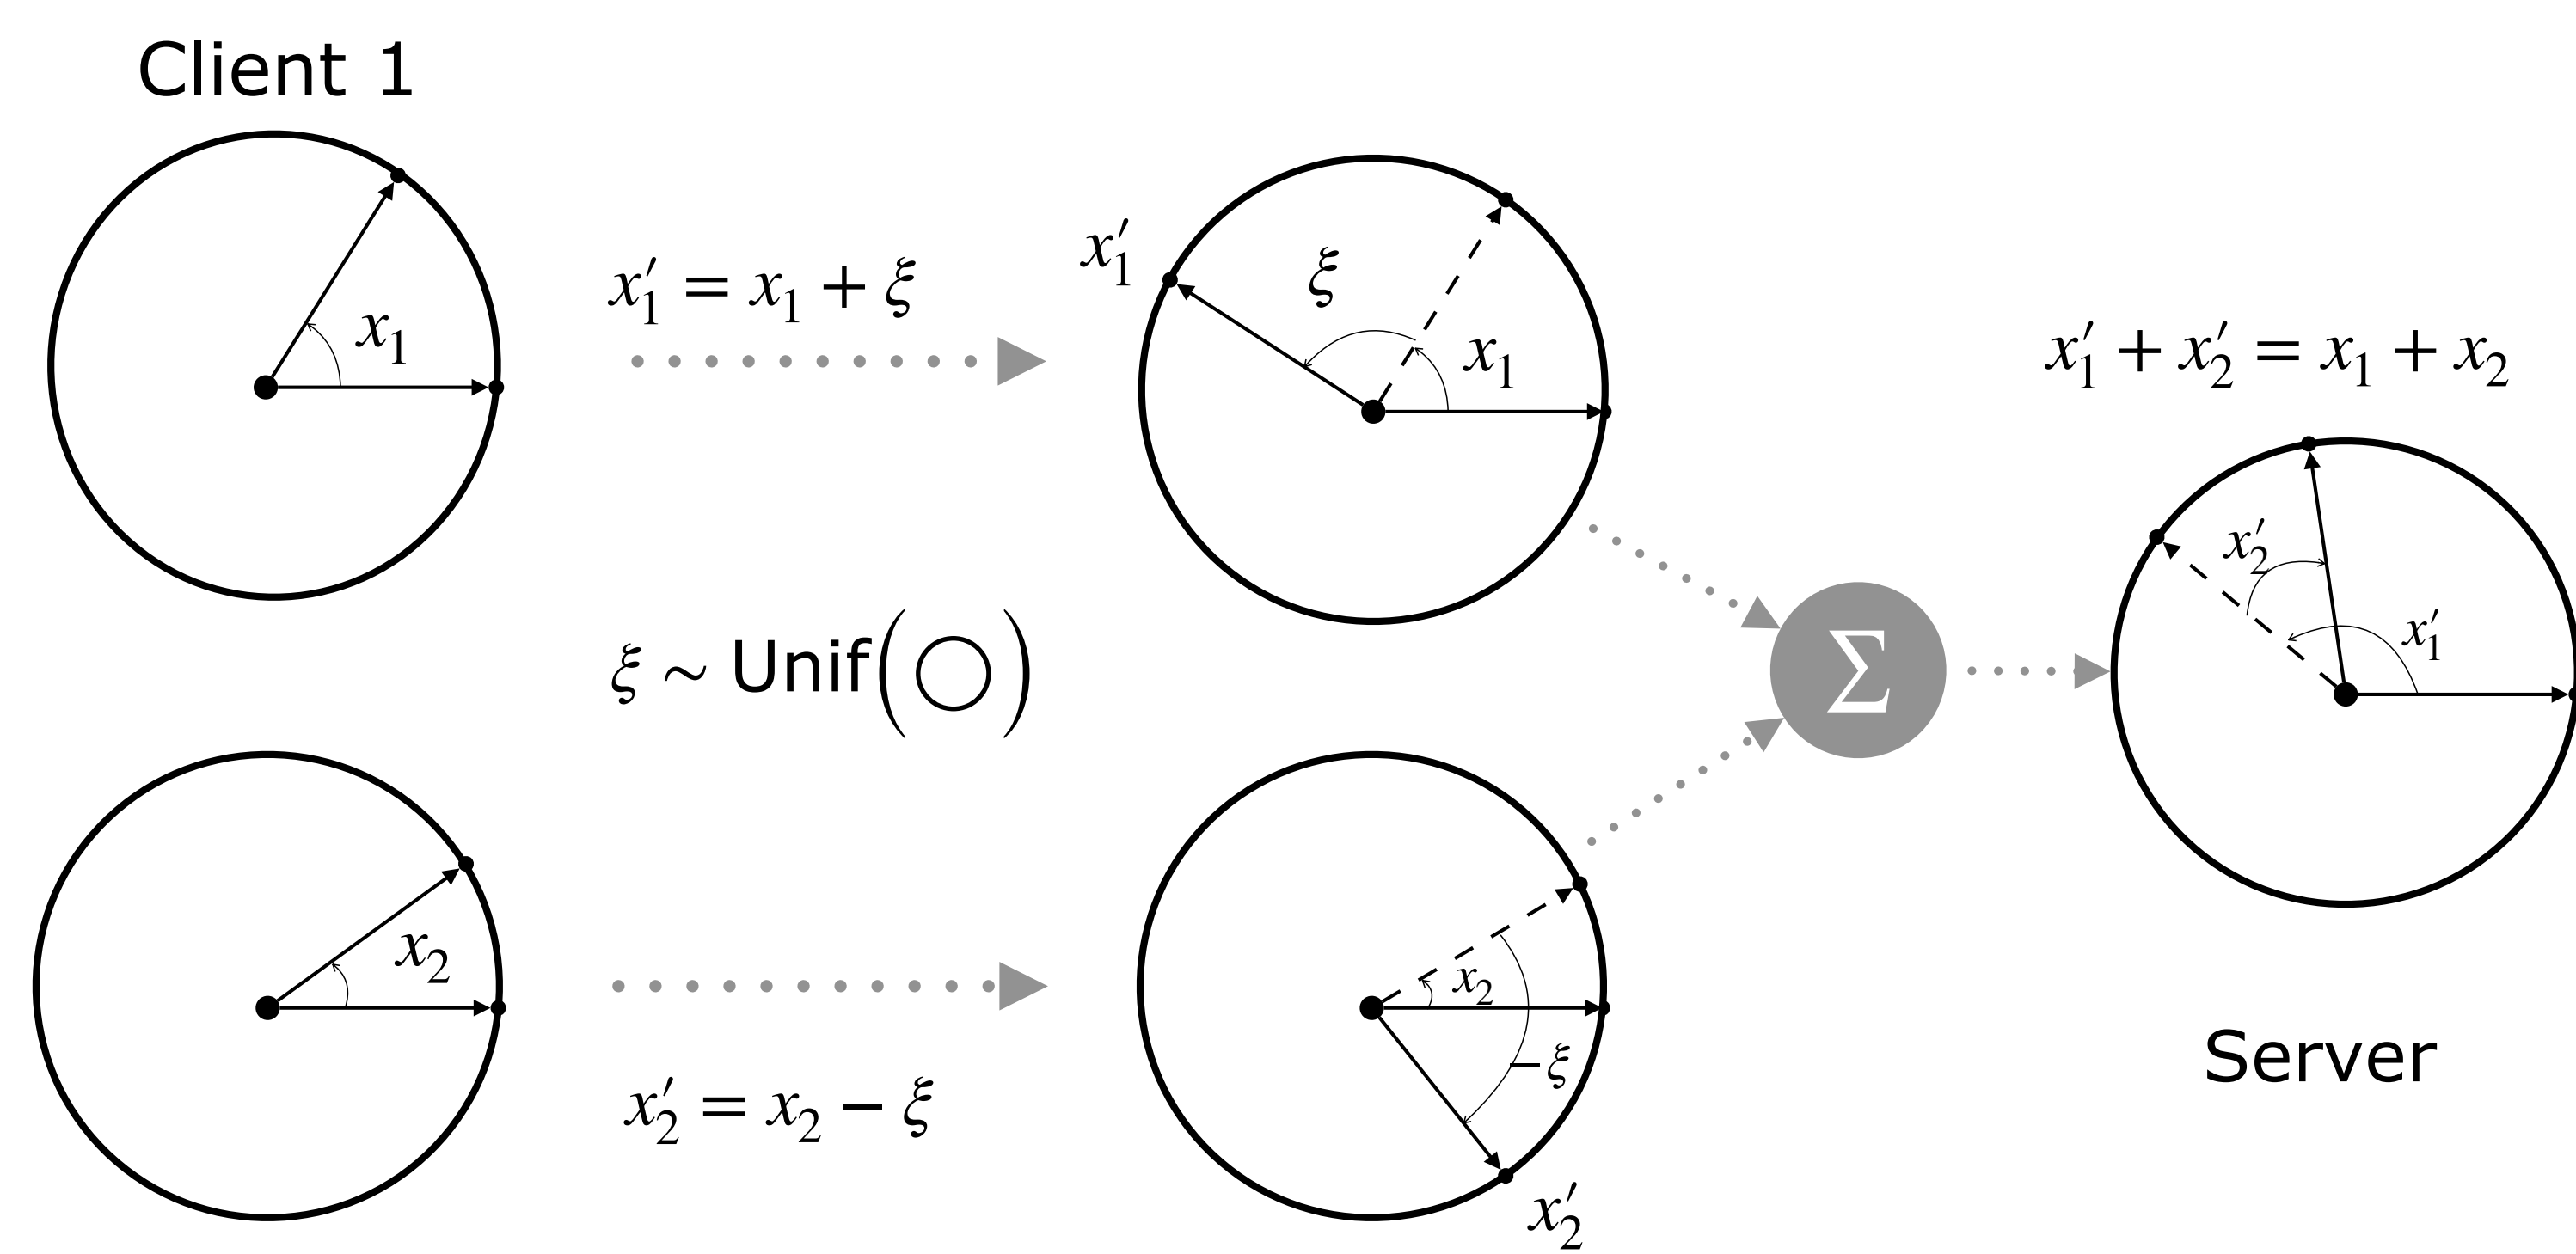 Client 1
x₁
x₁′ = x₁ + ξ
x₁′
ξ
x₁
x₁′ + x₂′ = x₁ + x₂
x₂′
x₁′
ξ ~ Unif(◯)
Σ
x₂
x₂′ = x₂ − ξ
x₂
−ξ
x₂′
Server